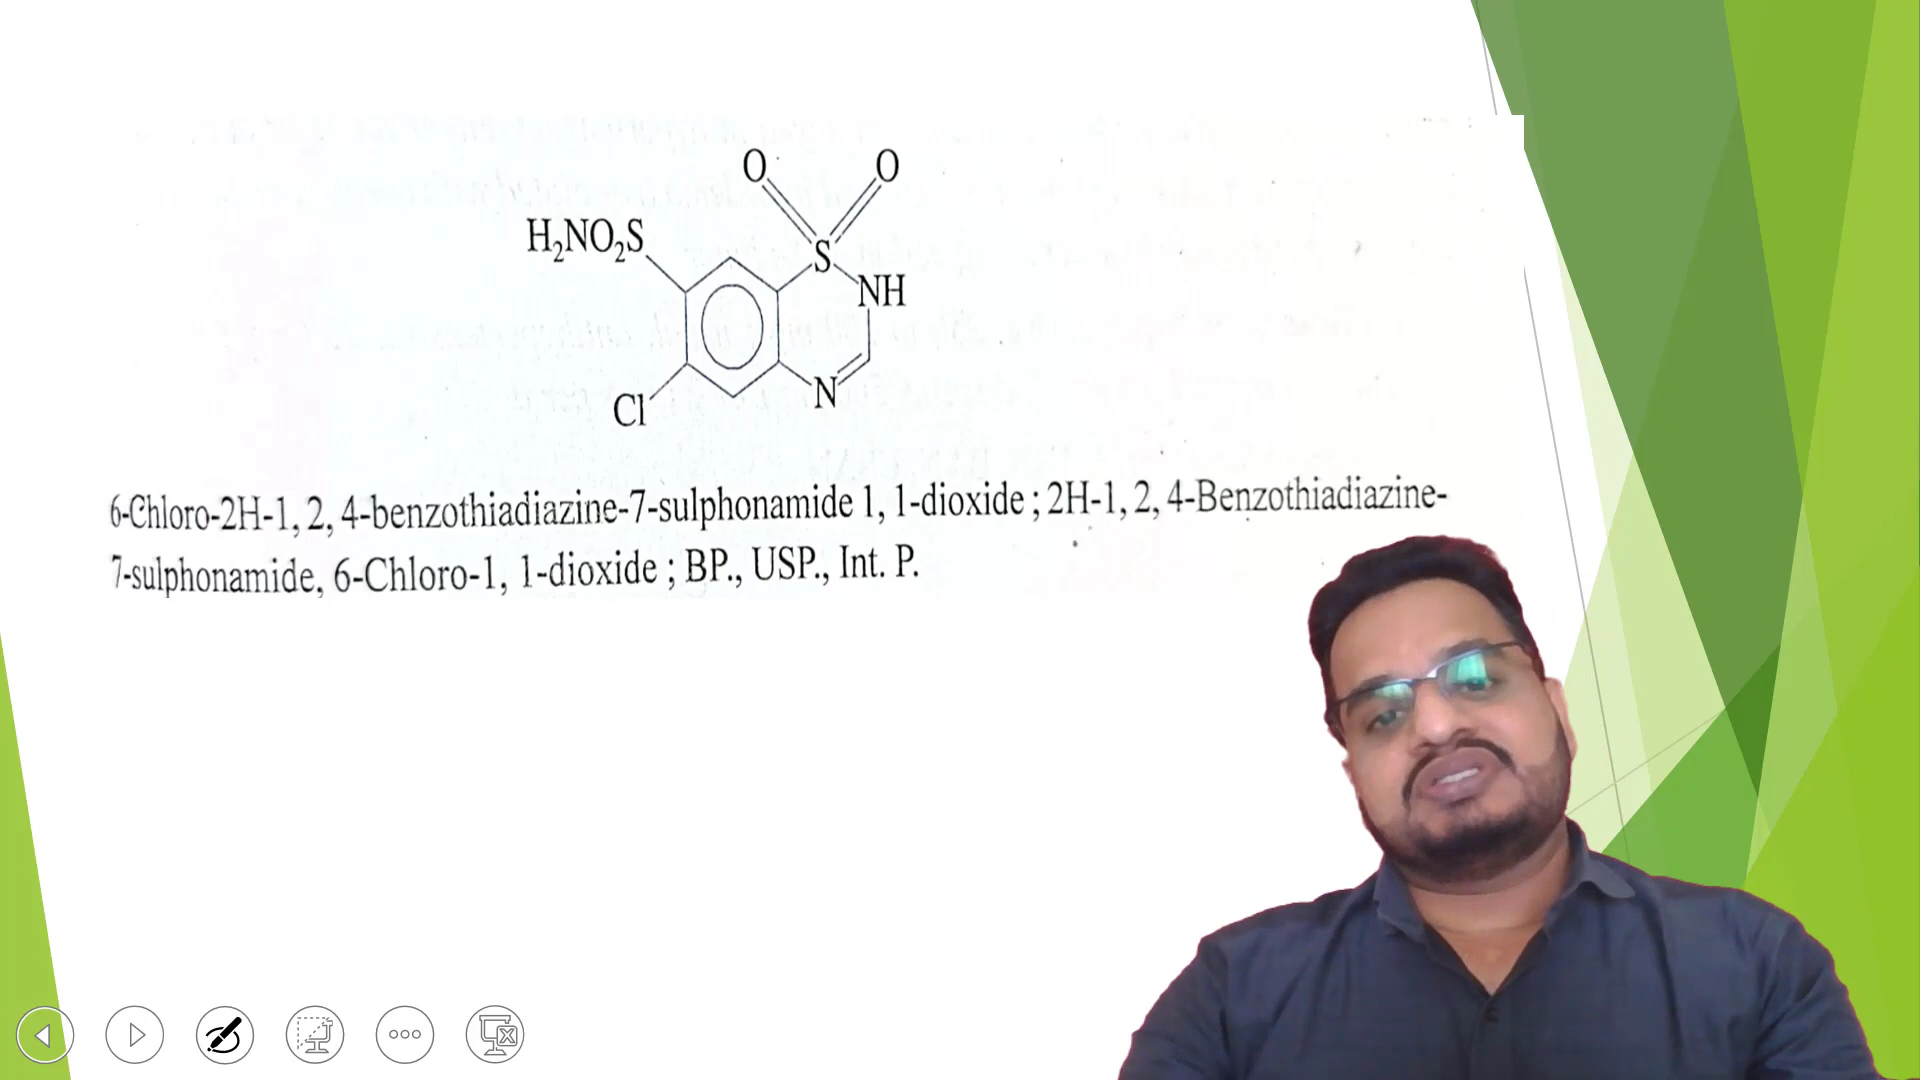 O O
H₂NO₂S
S
NH
N
Cl
6-Chloro-2H-1, 2, 4-benzothiadiazine-7-sulphonamide 1, 1-dioxide ; 2H-1, 2, 4-Benzothiadiazine-
7-sulphonamide, 6-Chloro-1, 1-dioxide ; BP., USP., Int. P.